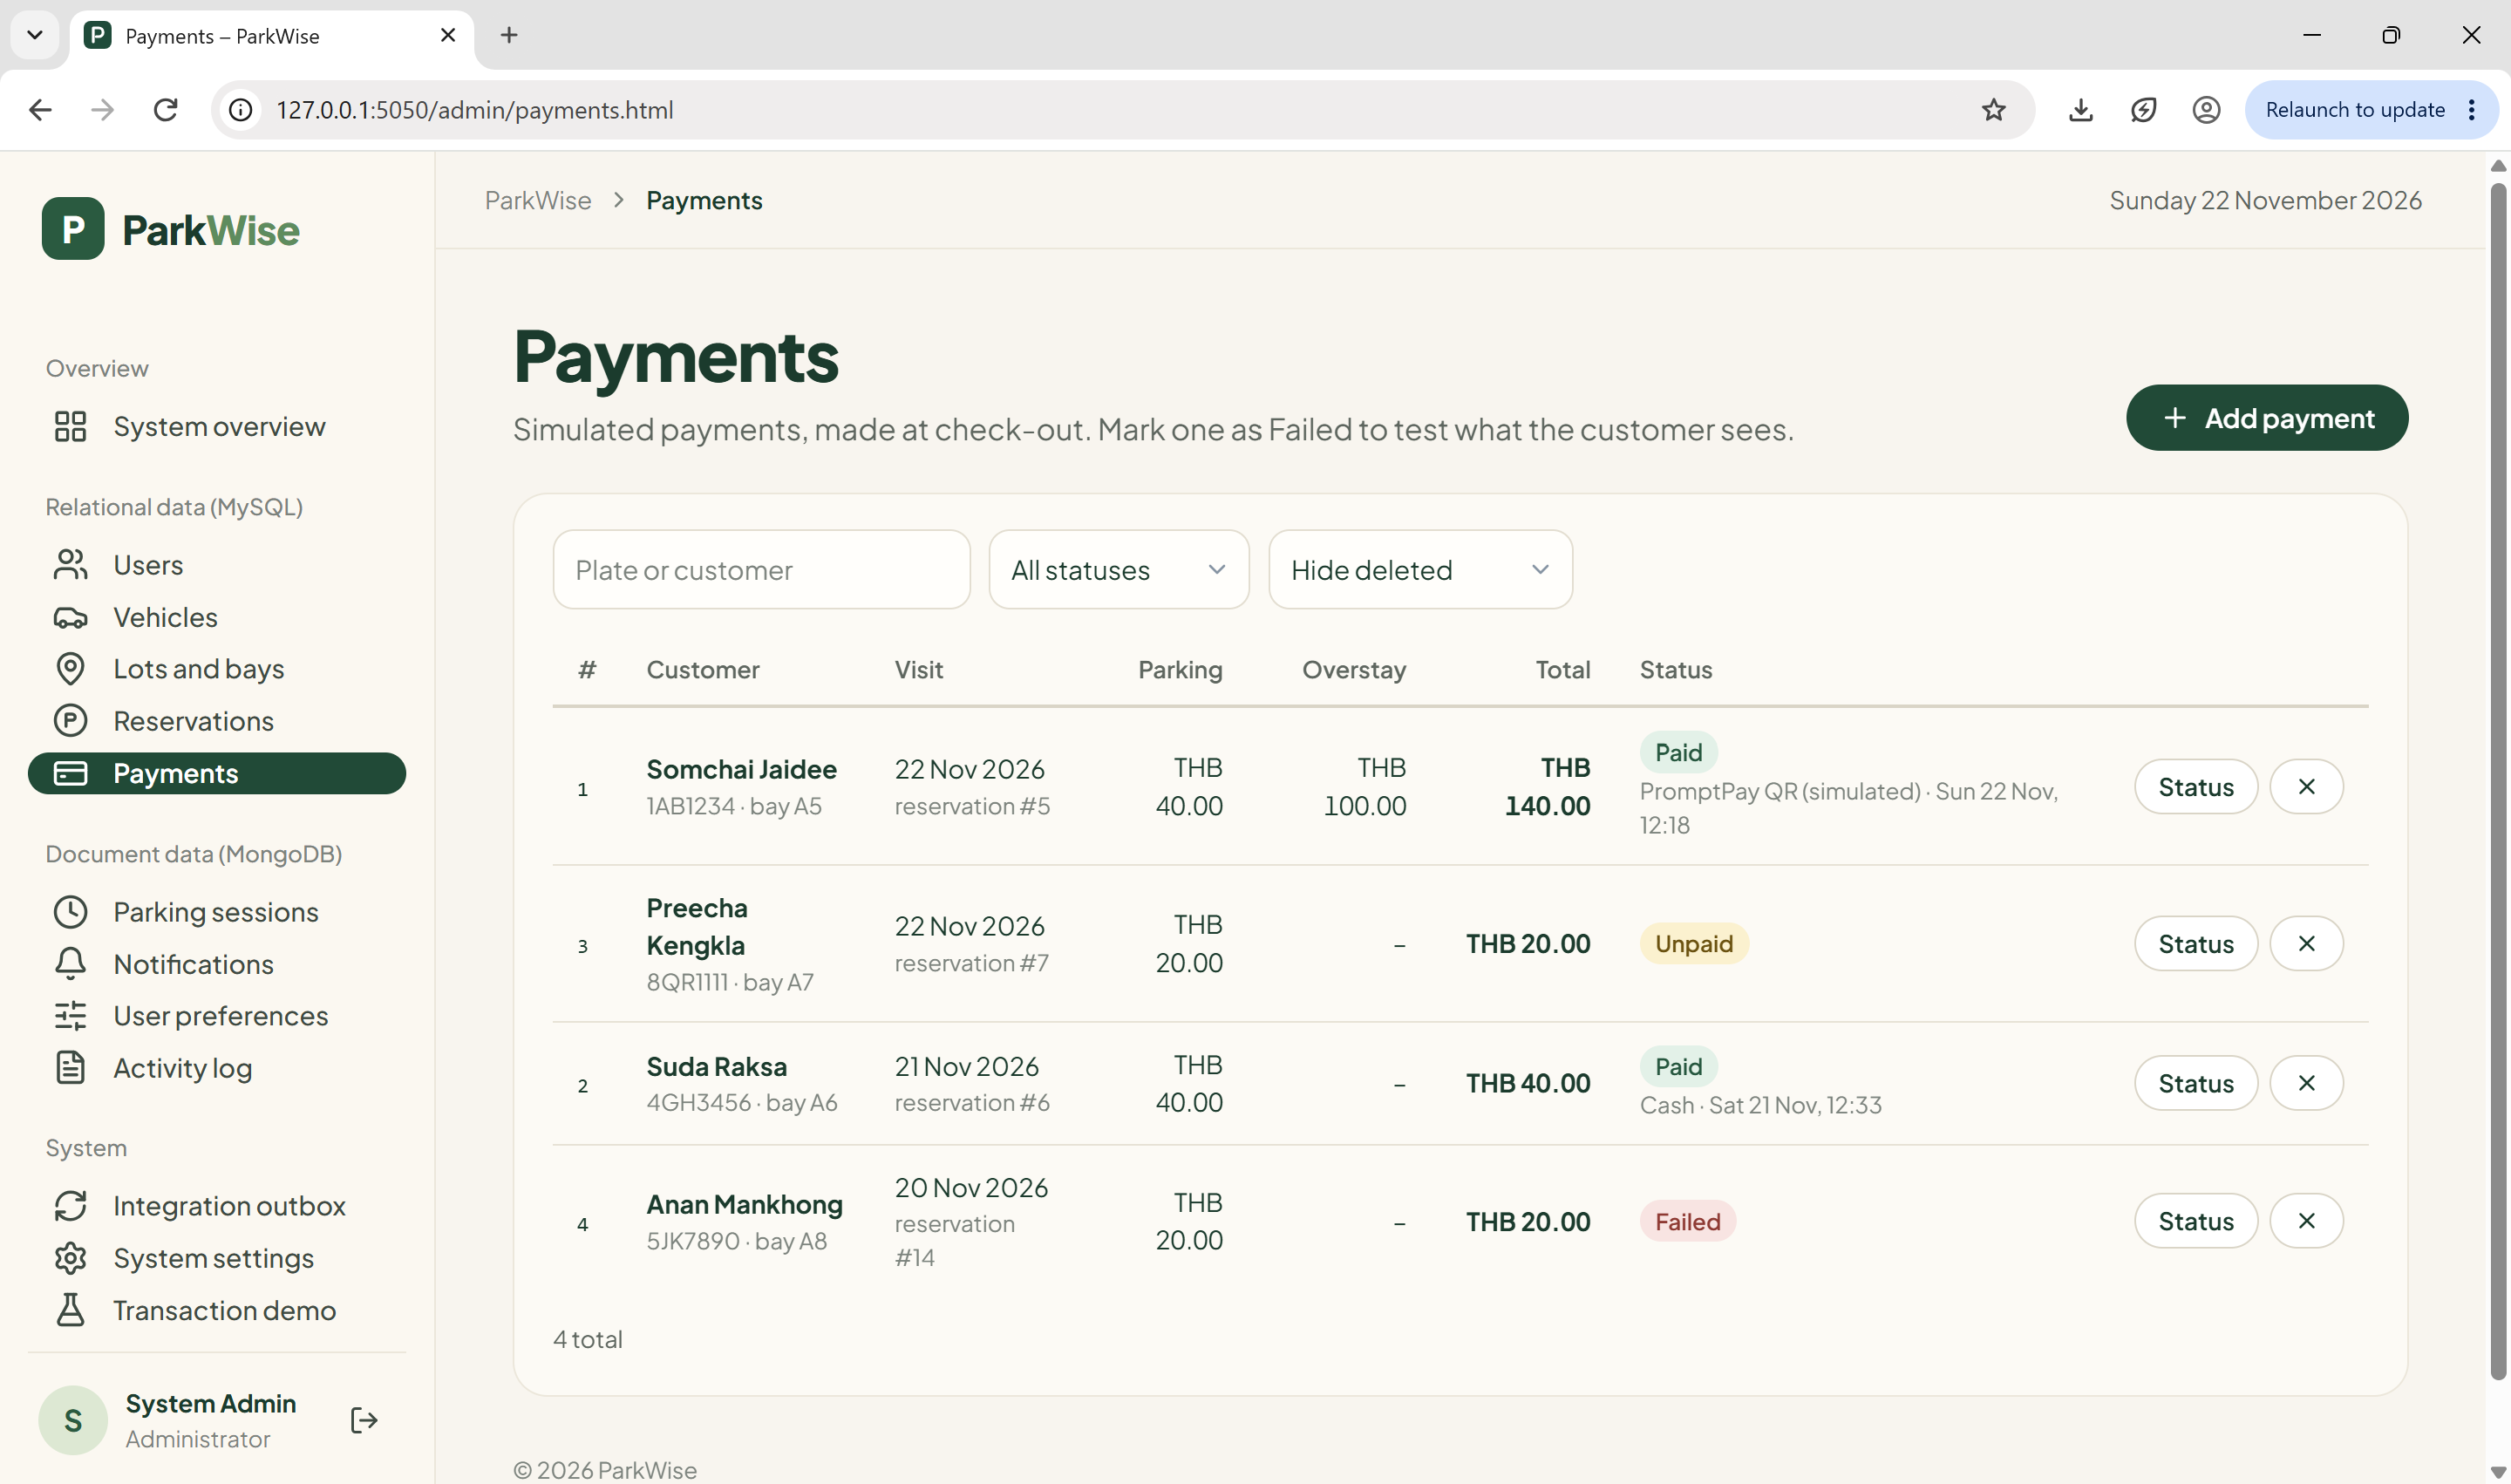 Payments – ParkWise
127.0.0.1:5050/admin/payments.html
Relaunch to update
P ParkWise
Overview
System overview
Relational data (MySQL)
Users
Vehicles
Lots and bays
Reservations
Payments
Document data (MongoDB)
Parking sessions
Notifications
User preferences
Activity log
System
Integration outbox
System settings
Transaction demo
S
System Admin
Administrator
ParkWise > Payments
Sunday 22 November 2026
Payments
Simulated payments, made at check-out. Mark one as Failed to test what the customer sees.
+ Add payment
Plate or customer
All statuses
Hide deleted
# Customer Visit Parking Overstay Total Status
1
Somchai Jaidee
1AB1234 · bay A5
22 Nov 2026
reservation #5
THB
40.00
THB
100.00
THB
140.00
Paid
PromptPay QR (simulated) · Sun 22 Nov,
12:18
Status
3
Preecha
Kengkla
8QR1111 · bay A7
22 Nov 2026
reservation #7
THB
20.00
–
THB 20.00
Unpaid
Status
2
Suda Raksa
4GH3456 · bay A6
21 Nov 2026
reservation #6
THB
40.00
–
THB 40.00
Paid
Cash · Sat 21 Nov, 12:33
Status
4
Anan Mankhong
5JK7890 · bay A8
20 Nov 2026
reservation
#14
THB
20.00
–
THB 20.00
Failed
Status
4 total
© 2026 ParkWise